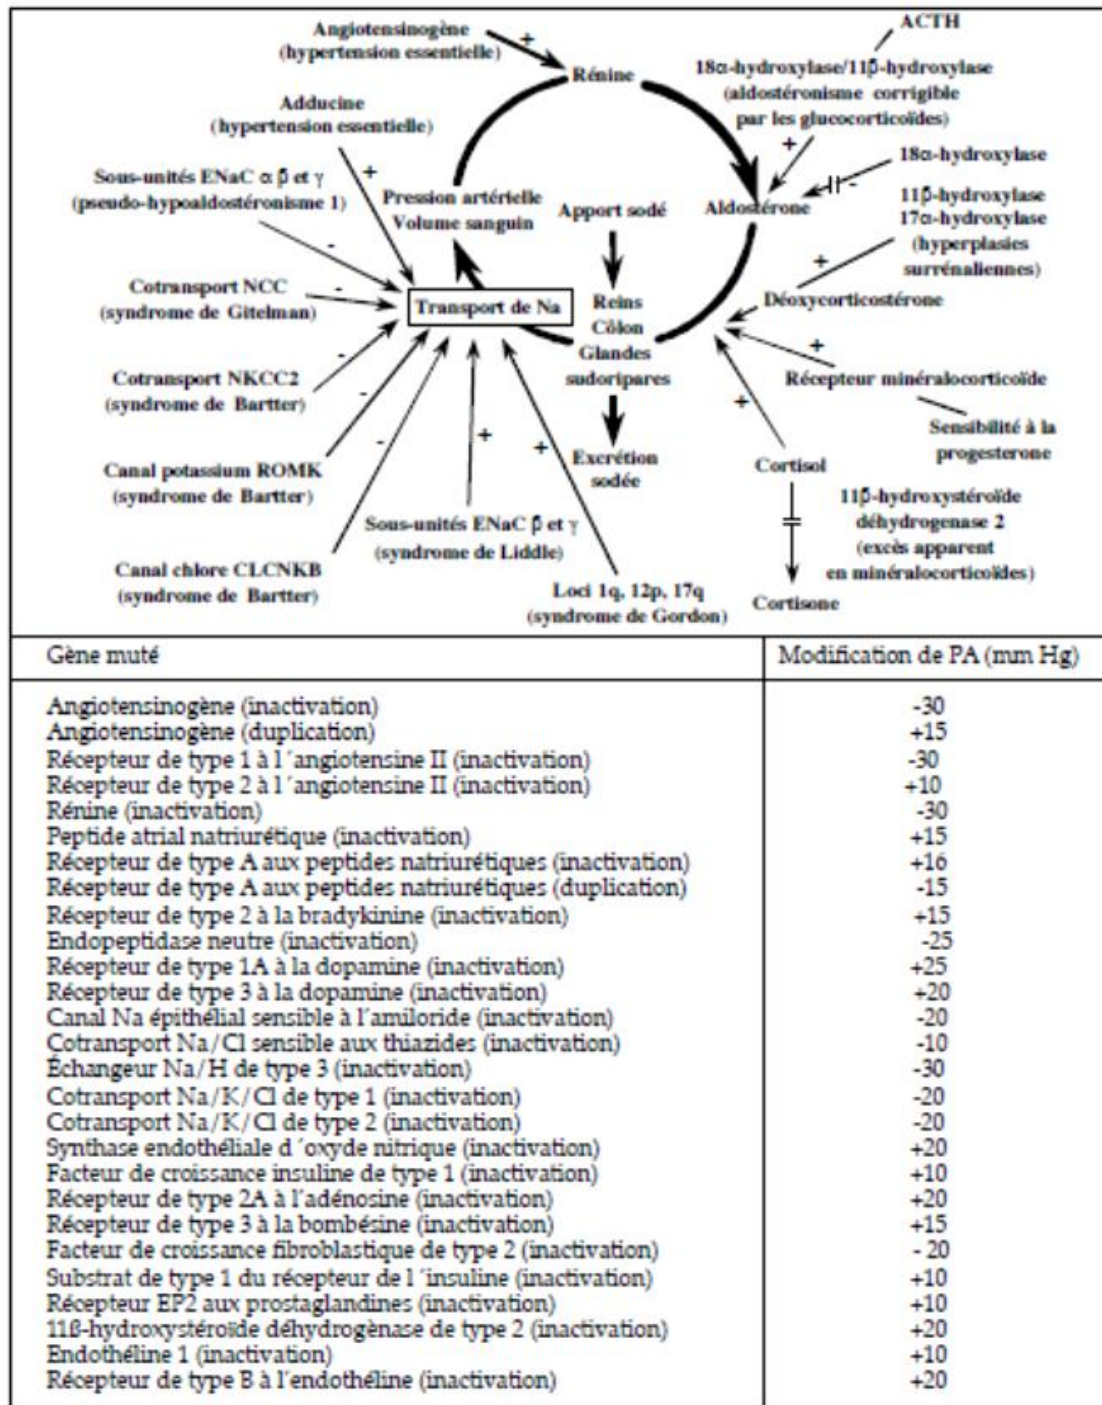 ACTH
Angiotensinogène
(hypertension essentielle)
+
Rénine
18α-hydroxylase/11β-hydroxylase
(aldostéronisme corrigible
par les glucocorticoïdes)
+
Adducine
(hypertension essentielle)
+
18α-hydroxylase
-
Sous-unités ENaC α β et γ
(pseudo-hypoaldostéronisme 1)
-
Pression artérielle
Volume sanguin
Apport sodé
Aldostérone
11β-hydroxylase
17α-hydroxylase
(hyperplasies
surrénaliennes)
+
Cotransport NCC
(syndrome de Gitelman)
-
Transport de Na
Reins
Côlon
Glandes
sudoripares
Déoxycorticostérone
+
Récepteur minéralocorticoïde
Cotransport NKCC2
(syndrome de Bartter)
-
-
-
+
+
+
Sensibilité à la
progesterone
Canal potassium ROMK
(syndrome de Bartter)
Excrétion
sodée
Cortisol
11β-hydroxystéroïde
déhydrogenase 2
(excès apparent
en minéralocorticoïdes)
Sous-unités ENaC β et γ
(syndrome de Liddle)
Canal chlore CLCNKB
(syndrome de Bartter)
Loci 1q, 12p, 17q
(syndrome de Gordon)
Cortisone
Gène muté Modification de PA (mm Hg)
Angiotensinogène (inactivation) -30
Angiotensinogène (duplication) +15
Récepteur de type 1 à l´angiotensine II (inactivation) -30
Récepteur de type 2 à l´angiotensine II (inactivation) +10
Rénine (inactivation) -30
Peptide atrial natriurétique (inactivation) +15
Récepteur de type A aux peptides natriurétiques (inactivation) +16
Récepteur de type A aux peptides natriurétiques (duplication) -15
Récepteur de type 2 à la bradykinine (inactivation) +15
Endopeptidase neutre (inactivation) -25
Récepteur de type 1A à la dopamine (inactivation) +25
Récepteur de type 3 à la dopamine (inactivation) +20
Canal Na épithélial sensible à l´amiloride (inactivation) -20
Cotransport Na/Cl sensible aux thiazides (inactivation) -10
Échangeur Na/H de type 3 (inactivation) -30
Cotransport Na/K/Cl de type 1 (inactivation) -20
Cotransport Na/K/Cl de type 2 (inactivation) -20
Synthase endothéliale d ´oxyde nitrique (inactivation) +20
Facteur de croissance insuline de type 1 (inactivation) +10
Récepteur de type 2A à l´adénosine (inactivation) +20
Récepteur de type 3 à la bombésine (inactivation) +15
Facteur de croissance fibroblastique de type 2 (inactivation) - 20
Substrat de type 1 du récepteur de l ´insuline (inactivation) +10
Récepteur EP2 aux prostaglandines (inactivation) +10
11ß-hydroxystéroïde déhydrogènase de type 2 (inactivation) +20
Endothéline 1 (inactivation) +10
Récepteur de type B à l´endothéline (inactivation) +20